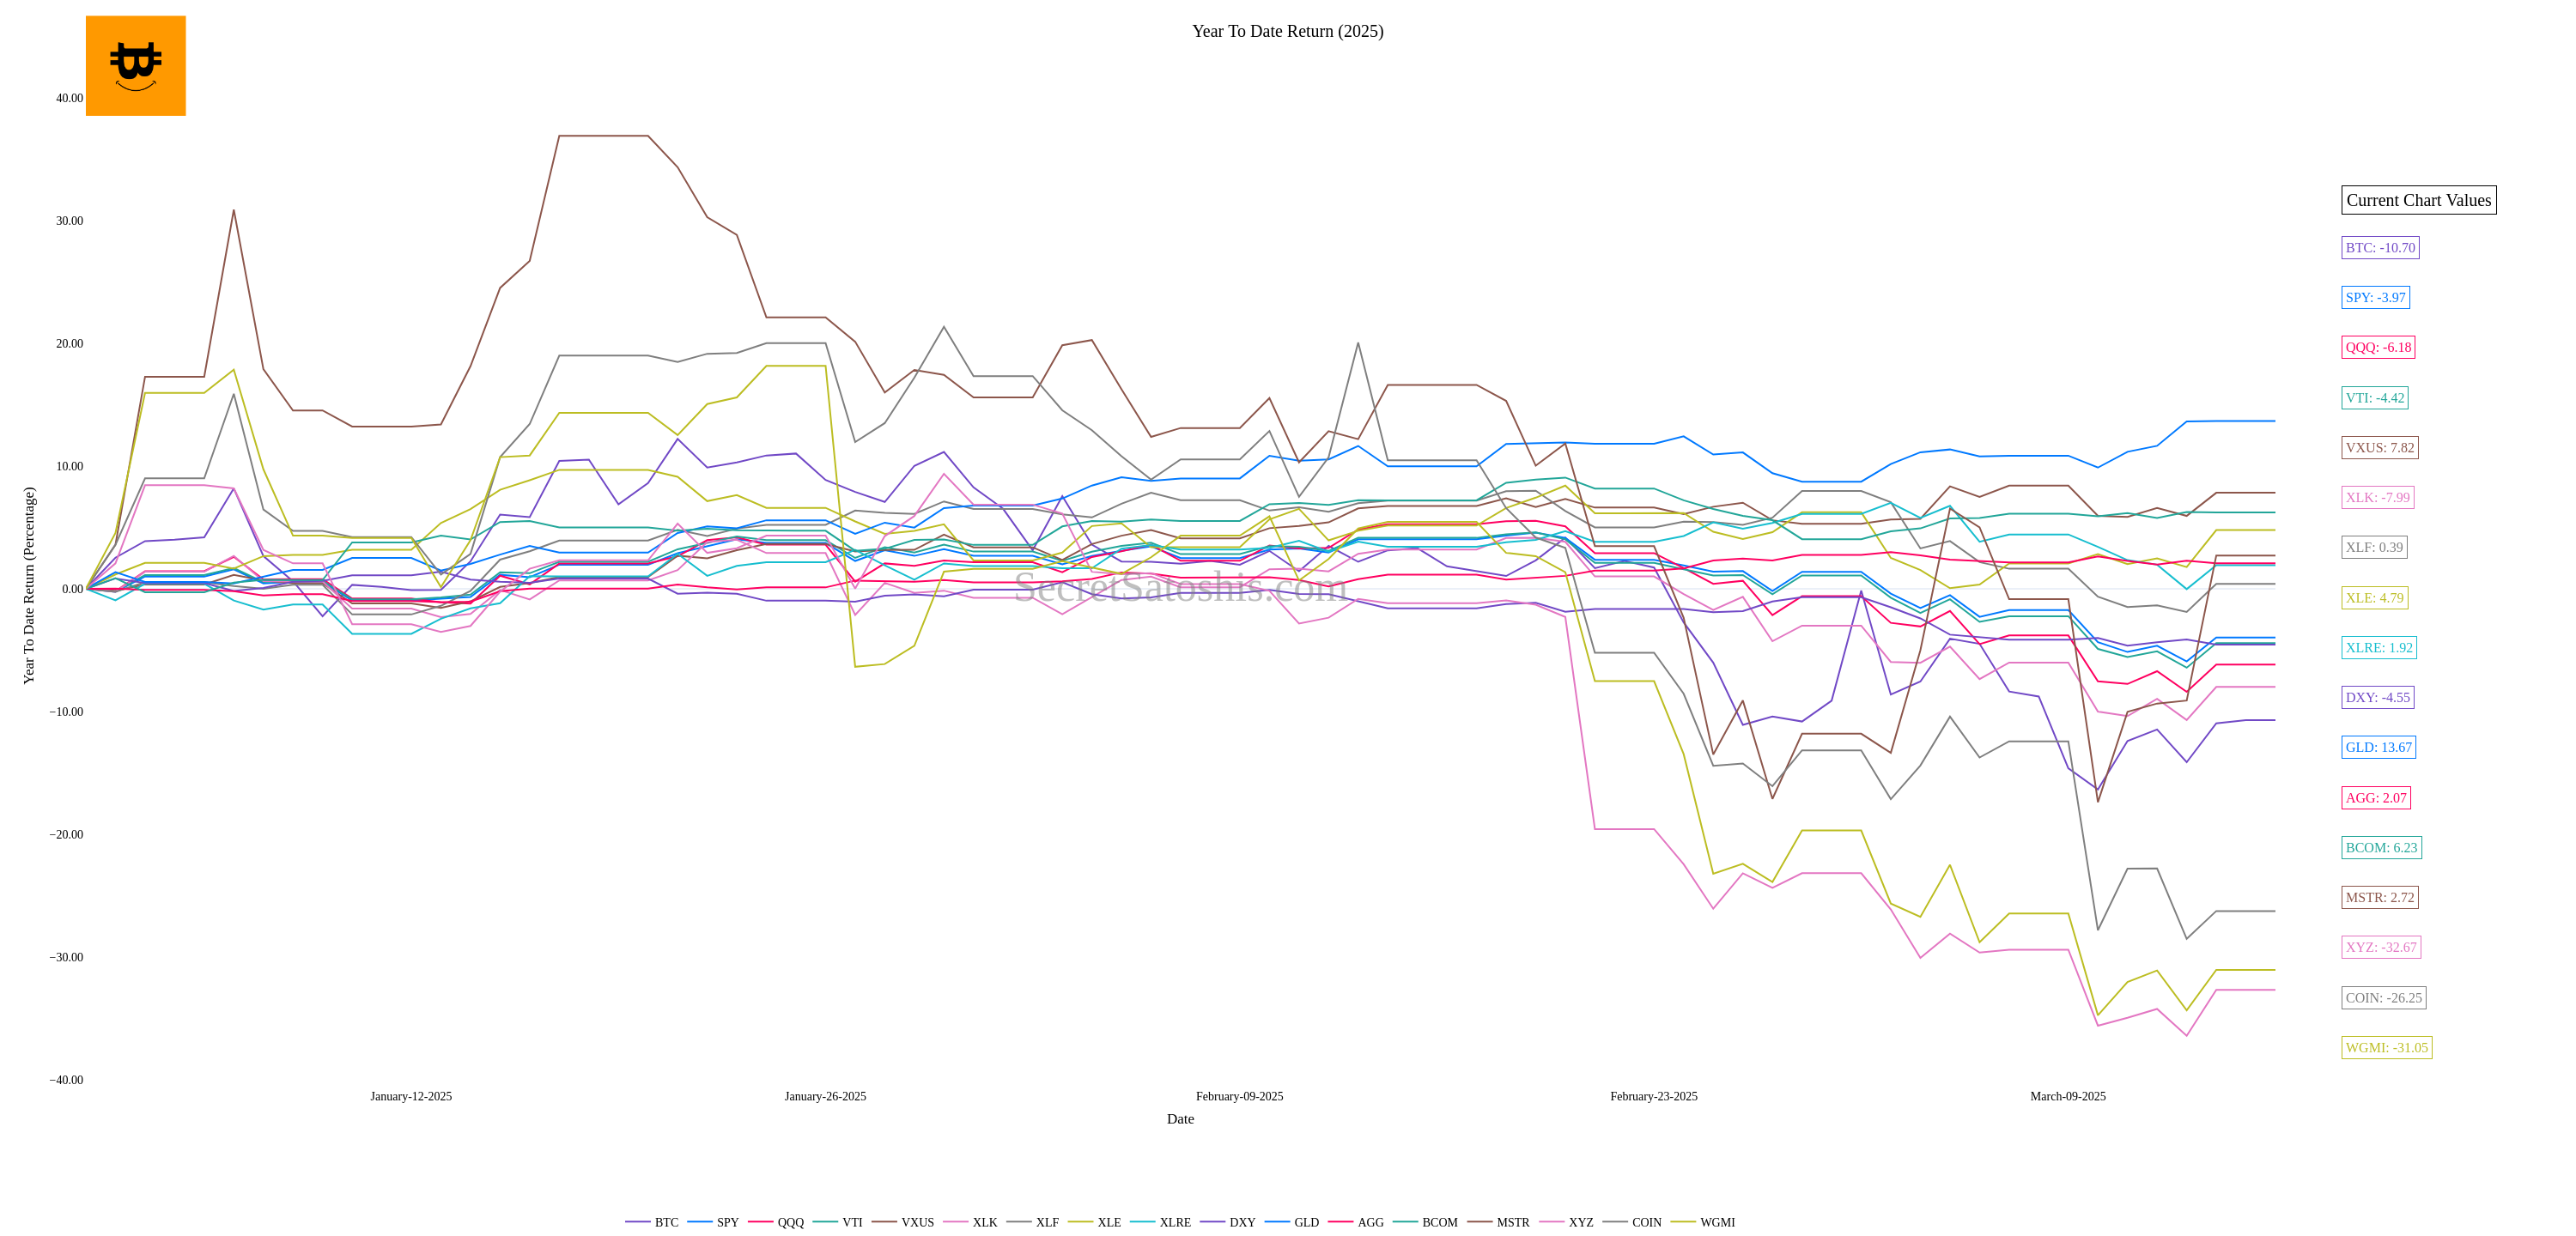 Year To Date Return (2025)
40.00
30.00
20.00
10.00
0.00
−10.00
−20.00
−30.00
−40.00
Year To Date Return (Percentage)
SecretSatoshis.com
January-12-2025
January-26-2025
February-09-2025
February-23-2025
March-09-2025
Date
Current Chart Values
BTC: -10.70
SPY: -3.97
QQQ: -6.18
VTI: -4.42
VXUS: 7.82
XLK: -7.99
XLF: 0.39
XLE: 4.79
XLRE: 1.92
DXY: -4.55
GLD: 13.67
AGG: 2.07
BCOM: 6.23
MSTR: 2.72
XYZ: -32.67
COIN: -26.25
WGMI: -31.05
BTC SPY QQQ VTI VXUS XLK XLF XLE XLRE DXY GLD AGG BCOM MSTR XYZ COIN WGMI